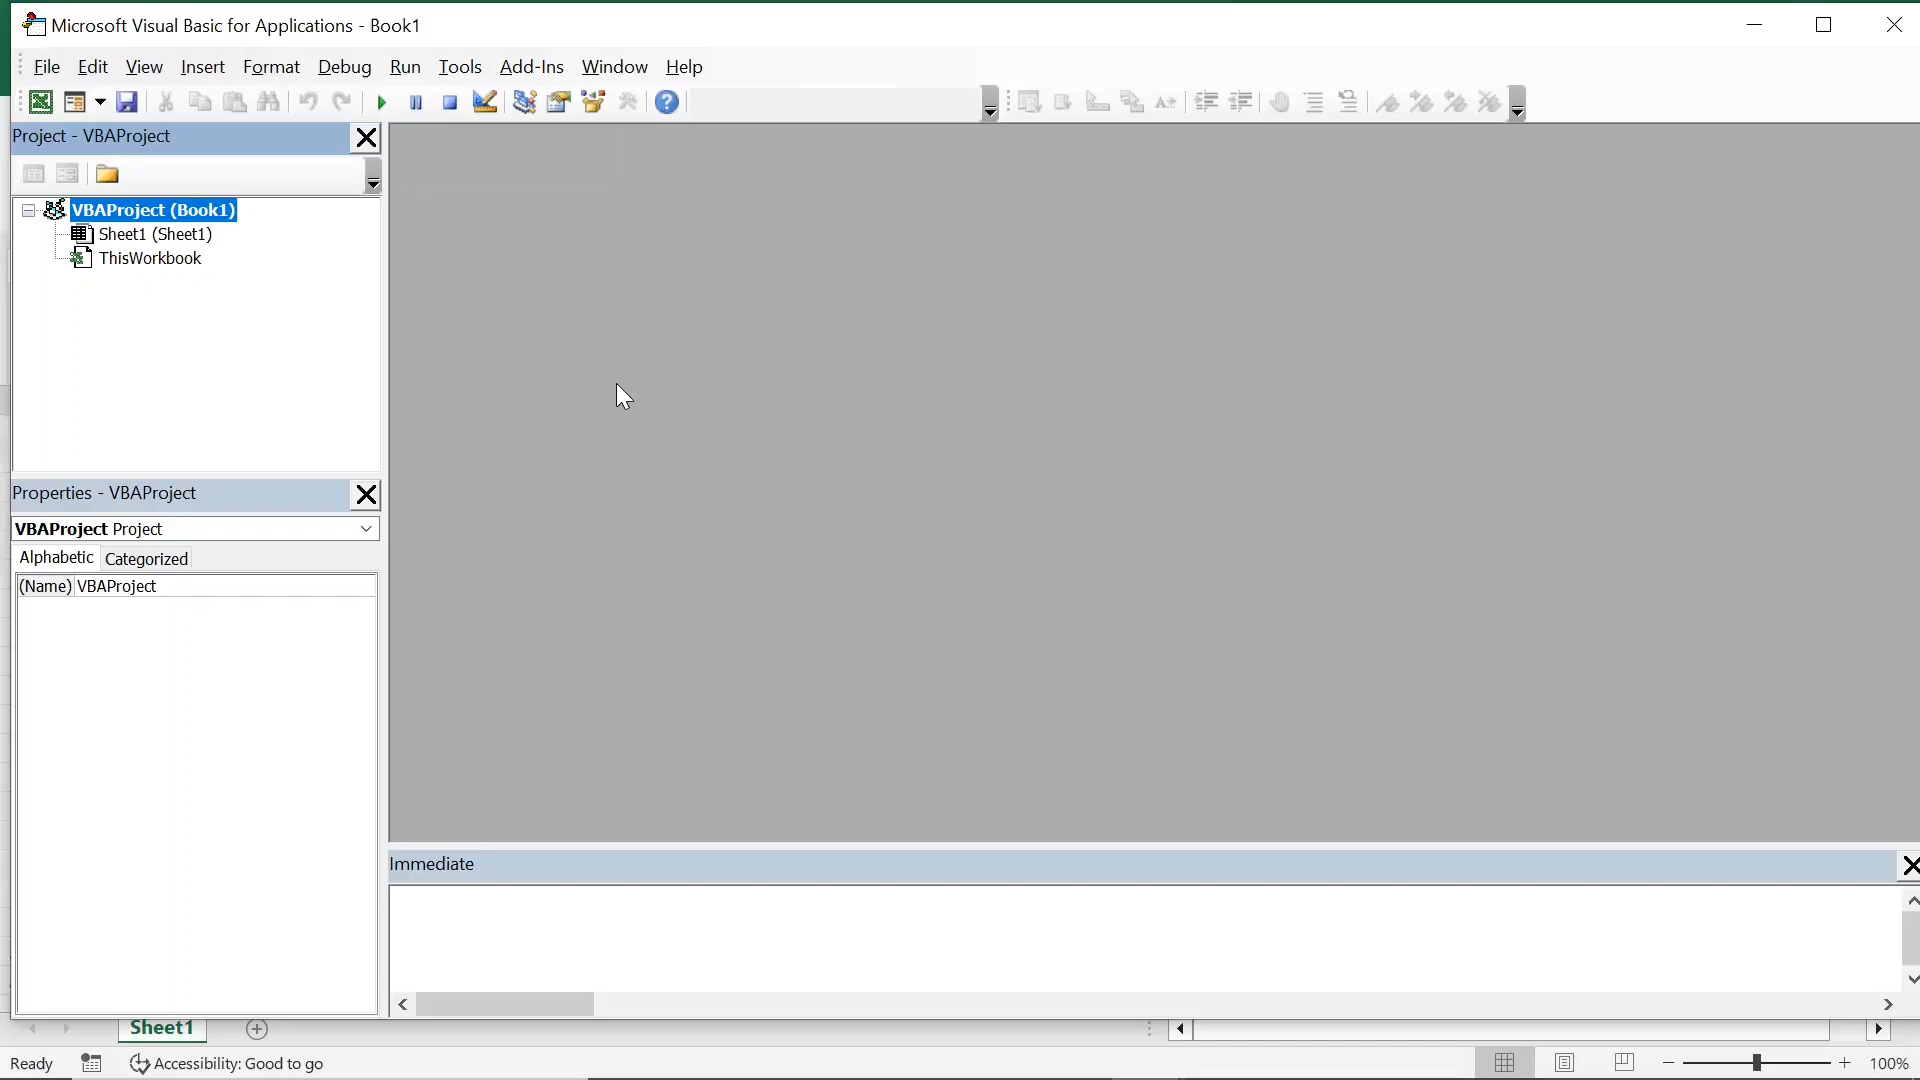 Microsoft Visual Basic for Applications - Book1
File Edit View Insert Format Debug Run Tools Add-Ins Window Help
Project - VBAProject
VBAProject (Book1)
Sheet1 (Sheet1)
ThisWorkbook
Properties - VBAProject
VBAProject Project
Alphabetic Categorized
(Name) VBAProject
Immediate
Sheet1
Ready Accessibility: Good to go 100%